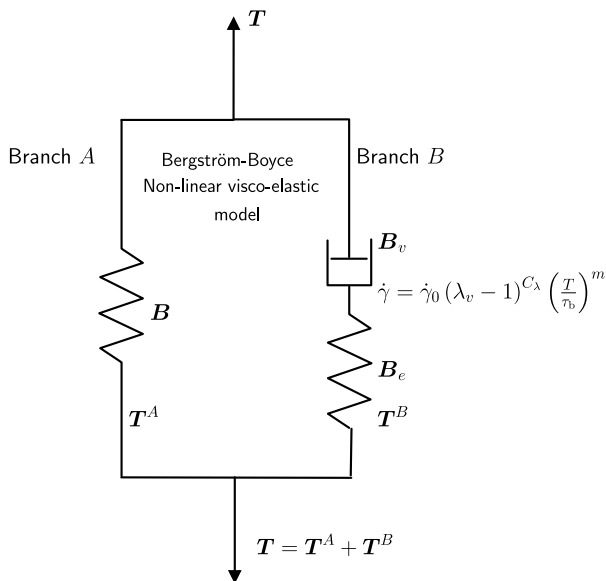 T
Branch A
Bergström-Boyce
Non-linear visco-elastic
model
Branch B
B_v
γ̇ = γ̇_0 (λ_v − 1)^{C_λ} (T/τ_b)^m
B
B_e
T^A
T^B
T = T^A + T^B